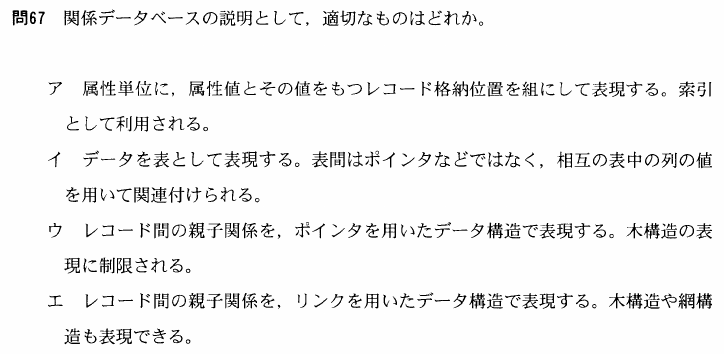 問67　関係データベースの説明として，適切なものはどれか。
ア　属性単位に，属性値とその値をもつレコード格納位置を組にして表現する。索引
として利用される。
イ　データを表として表現する。表間はポインタなどではなく，相互の表中の列の値
を用いて関連付けられる。
ウ　レコード間の親子関係を，ポインタを用いたデータ構造で表現する。木構造の表
現に制限される。
エ　レコード間の親子関係を，リンクを用いたデータ構造で表現する。木構造や網構
造も表現できる。